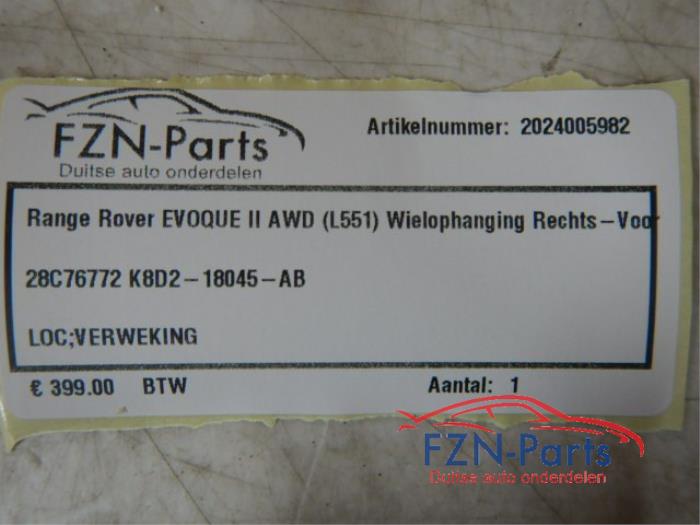 FZN-Parts
Duitse auto onderdelen
Artikelnummer: 2024005982
Range Rover EVOQUE II AWD (L551) Wielophanging Rechts-Voor
28C76772 K8D2-18045-AB
LOC;VERWEKING
€ 399.00 BTW Aantal: 1
FZN-Parts
Duitse auto onderdelen